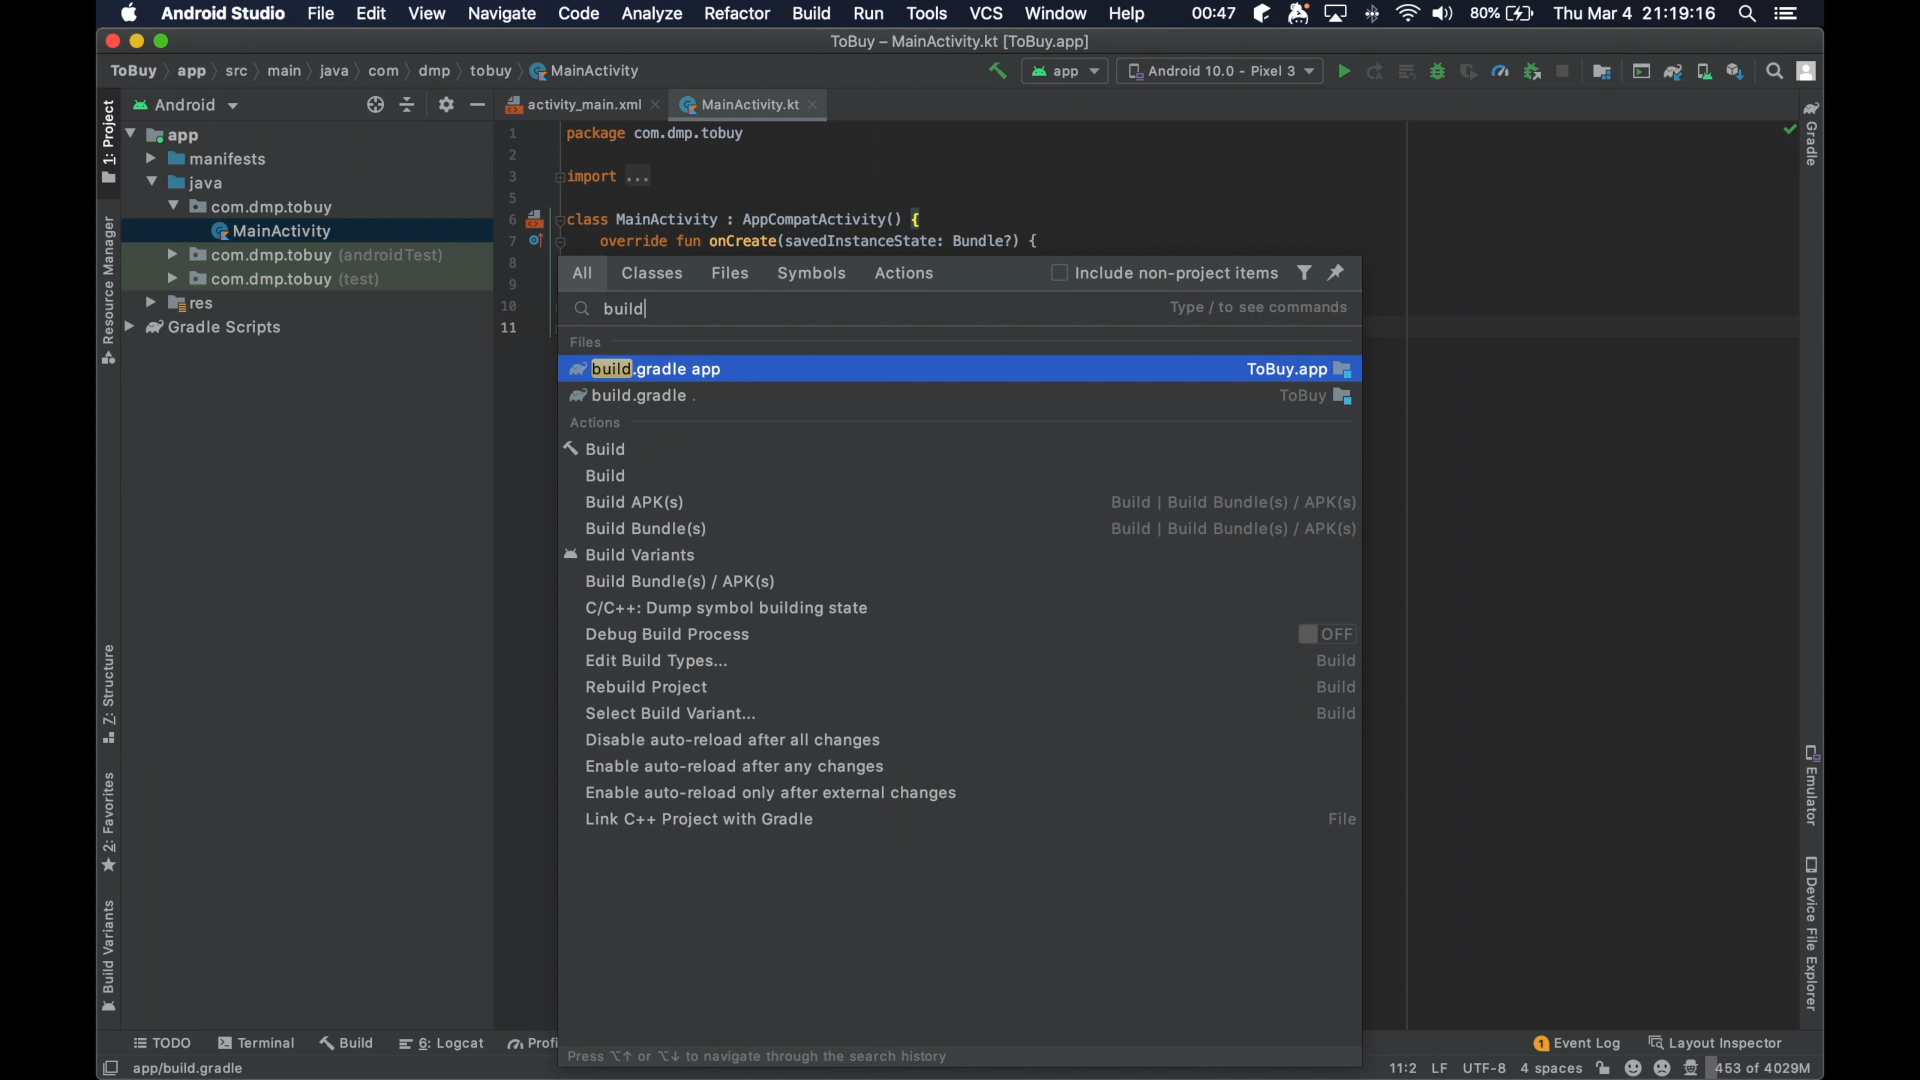 Android Studio File Edit View Navigate Code Analyze Refactor Build Run Tools VCS Window Help 00:47 80% Thu Mar 4 21:19:16
ToBuy – MainActivity.kt [ToBuy.app]
ToBuy app src main java com dmp tobuy MainActivity app Android 10.0 - Pixel 3
Android activity_main.xml MainActivity.kt
1: Project
Resource Manager
Z: Structure
2: Favorites
Build Variants
app
manifests
java
com.dmp.tobuy
MainActivity
com.dmp.tobuy (androidTest)
com.dmp.tobuy (test)
res
Gradle Scripts
1 package com.dmp.tobuy
2
3 import ...
5
6 class MainActivity : AppCompatActivity() {
7 override fun onCreate(savedInstanceState: Bundle?) {
8
9
10
11
All Classes Files Symbols Actions Include non-project items
build Type / to see commands
Files
build.gradle app ToBuy.app
build.gradle . ToBuy
Actions
Build
Build
Build APK(s) Build | Build Bundle(s) / APK(s)
Build Bundle(s) Build | Build Bundle(s) / APK(s)
Build Variants
Build Bundle(s) / APK(s)
C/C++: Dump symbol building state
Debug Build Process OFF
Edit Build Types... Build
Rebuild Project Build
Select Build Variant... Build
Disable auto-reload after all changes
Enable auto-reload after any changes
Enable auto-reload only after external changes
Link C++ Project with Gradle File
Press ⌥↑ or ⌥↓ to navigate through the search history
Gradle
Emulator
Device File Explorer
TODO Terminal Build 6: Logcat Profi 1 Event Log Layout Inspector
app/build.gradle 11:2 LF UTF-8 4 spaces 453 of 4029M